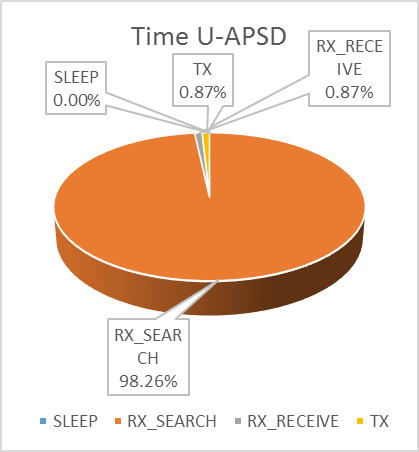 Time U-APSD
SLEEP
0.00%
TX
0.87%
RX_RECE
IVE
0.87%
RX_SEAR
CH
98.26%
SLEEP RX_SEARCH RX_RECEIVE TX